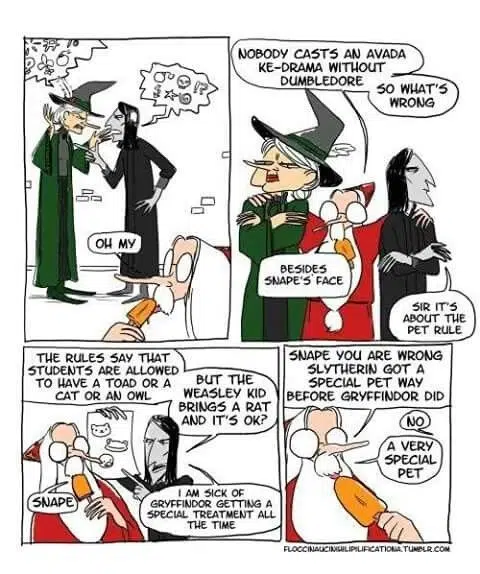 OH MY
NOBODY CASTS AN AVADA
KE-DRAMA WITHOUT
DUMBLEDORE
SO WHAT'S
WRONG
BESIDES
SNAPE'S FACE
SIR IT'S
ABOUT THE
PET RULE
THE RULES SAY THAT
STUDENTS ARE ALLOWED
TO HAVE A TOAD OR A
CAT OR AN OWL
BUT THE
WEASLEY KID
BRINGS A RAT
AND IT'S OK?
SNAPE
I AM SICK OF
GRYFFINDOR GETTING A
SPECIAL TREATMENT ALL
THE TIME
SNAPE YOU ARE WRONG
SLYTHERIN GOT A
SPECIAL PET WAY
BEFORE GRYFFINDOR DID
NO
A VERY
SPECIAL
PET
FLOCCINAUCINIHILIPILIFICATIONA.TUMBLR.COM